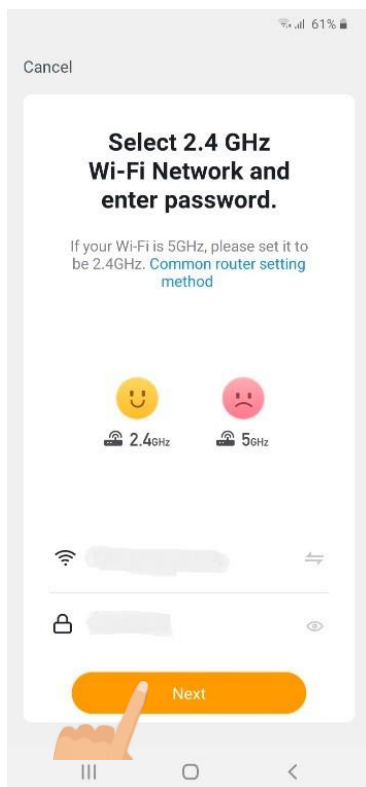 61%
Cancel
Select 2.4 GHz
Wi-Fi Network and
enter password.
If your Wi-Fi is 5GHz, please set it to
be 2.4GHz. Common router setting
method
2.4GHz 5GHz
Next